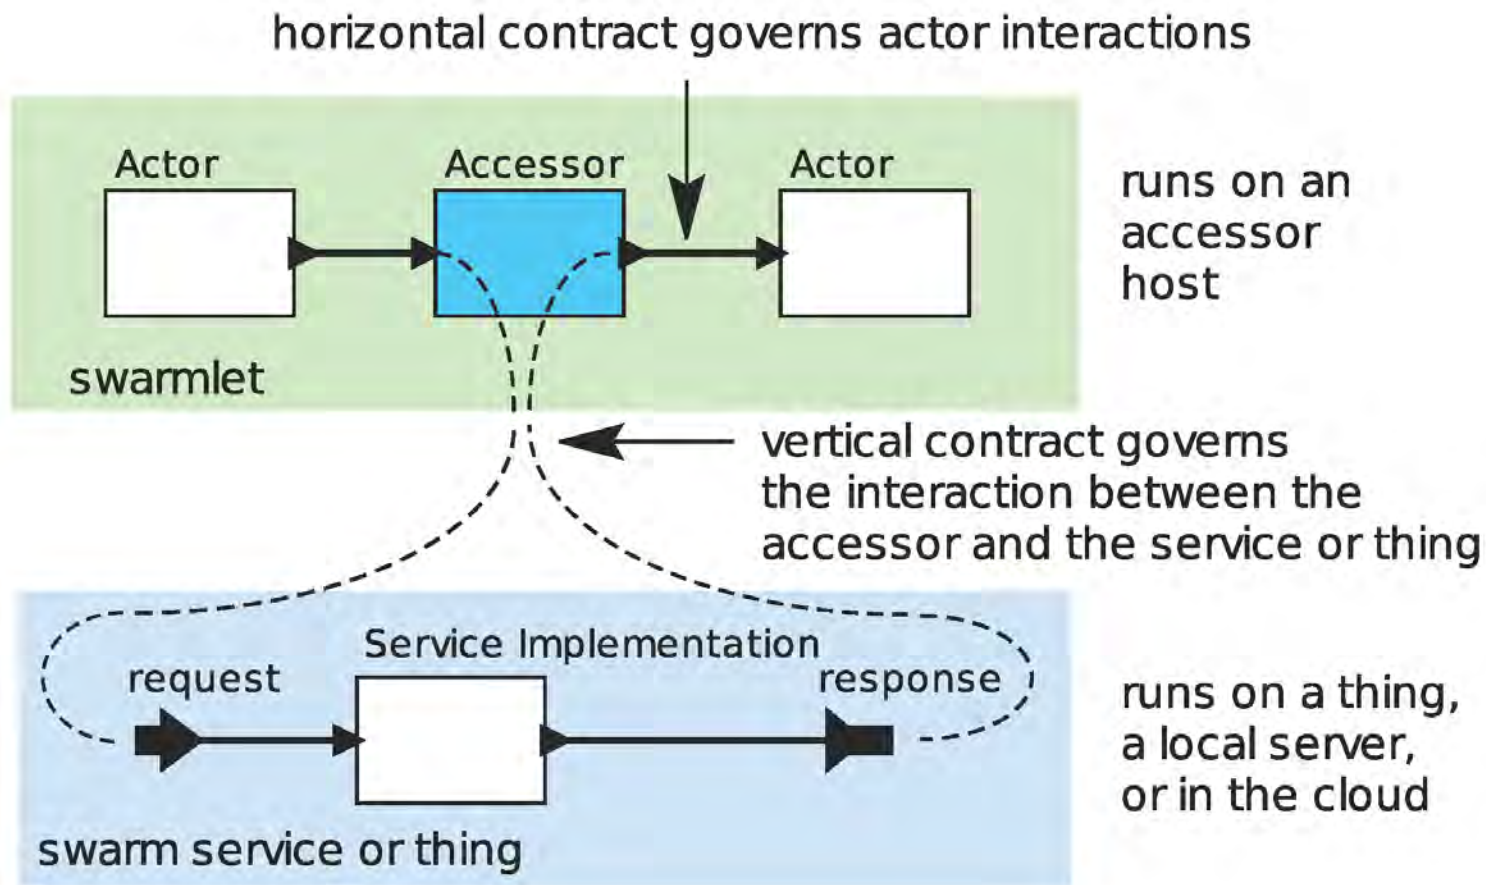 horizontal contract governs actor interactions
Actor
Accessor
Actor
runs on an
accessor
host
swarmlet
vertical contract governs
the interaction between the
accessor and the service or thing
Service Implementation
request
response
runs on a thing,
a local server,
or in the cloud
swarm service or thing